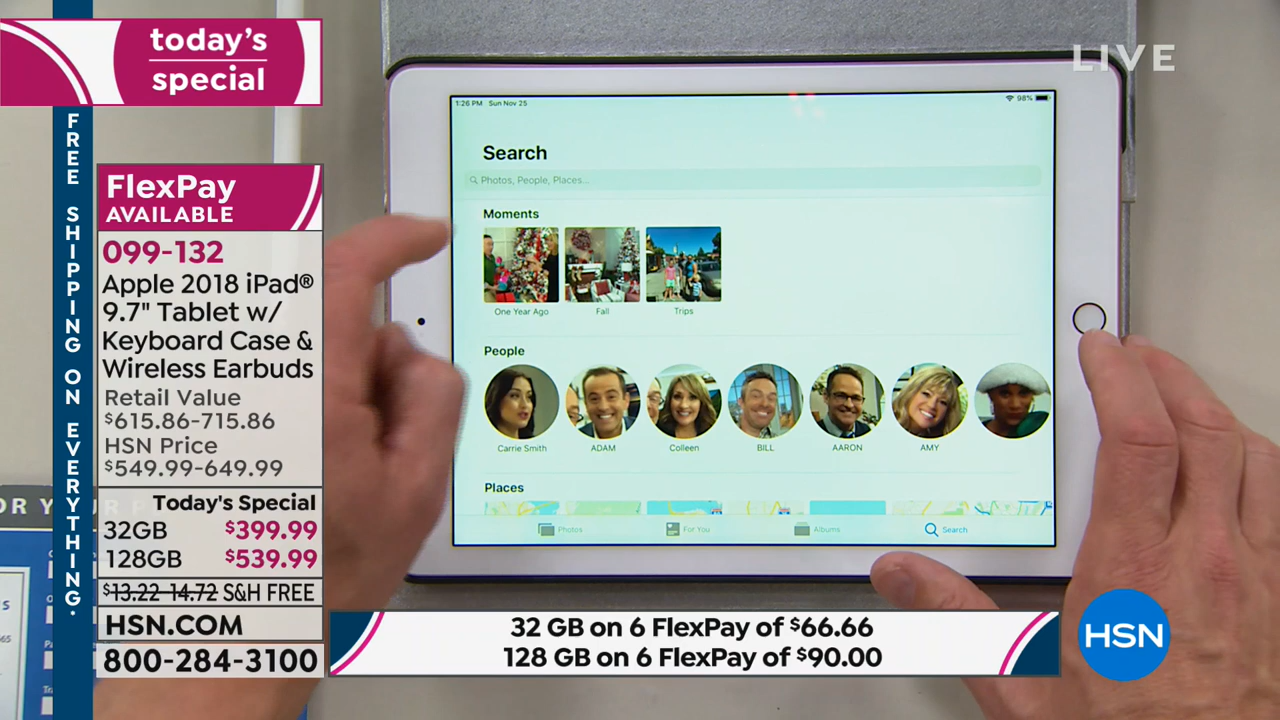 today's
special
LIVE
FREE SHIPPING ON EVERYTHING.
FlexPay
AVAILABLE
099-132
Apple 2018 iPad®
9.7" Tablet w/
Keyboard Case &
Wireless Earbuds
Retail Value
$615.86-715.86
HSN Price
$549.99-649.99
Today's Special
32GB $399.99
128GB $539.99
$13.22-14.72 S&H FREE
HSN.COM
800-284-3100
1:26 PM Sun Nov 25
98%
Search
Photos, People, Places...
Moments
One Year Ago Fall Trips
People
Carrie Smith ADAM Colleen BILL AARON AMY
Places
Photos For You Albums Search
32 GB on 6 FlexPay of $66.66
128 GB on 6 FlexPay of $90.00
HSN